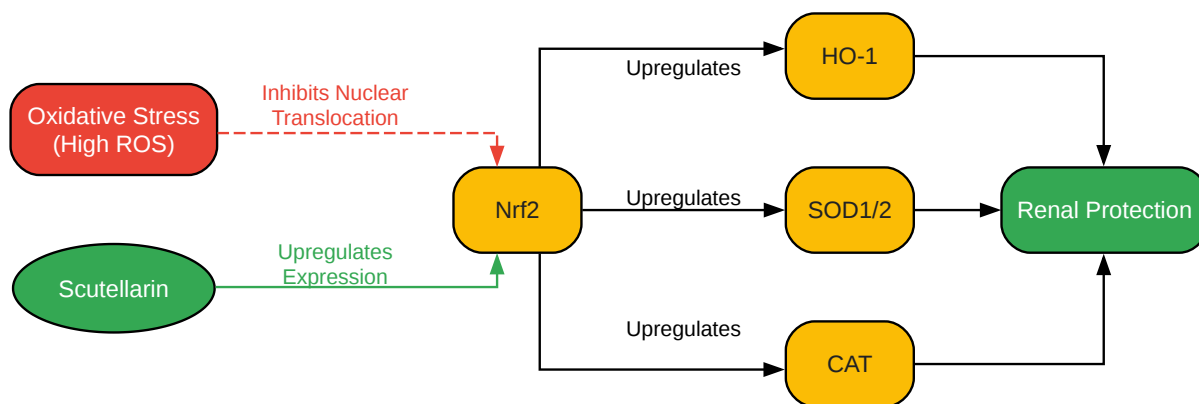 Oxidative Stress
(High ROS)
Inhibits Nuclear
Translocation
Scutellarin
Upregulates
Expression
Nrf2
Upregulates
HO-1
Upregulates
SOD1/2
Upregulates
CAT
Renal Protection